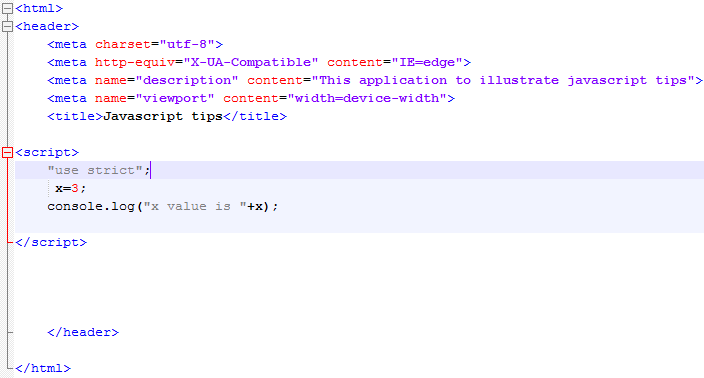 <html>
<header>
<meta charset="utf-8">
<meta http-equiv="X-UA-Compatible" content="IE=edge">
<meta name="description" content="This application to illustrate javascript tips">
<meta name="viewport" content="width=device-width">
<title>Javascript tips</title>
<script>
"use strict";
x=3;
console.log("x value is "+x);
</script>
</header>
</html>